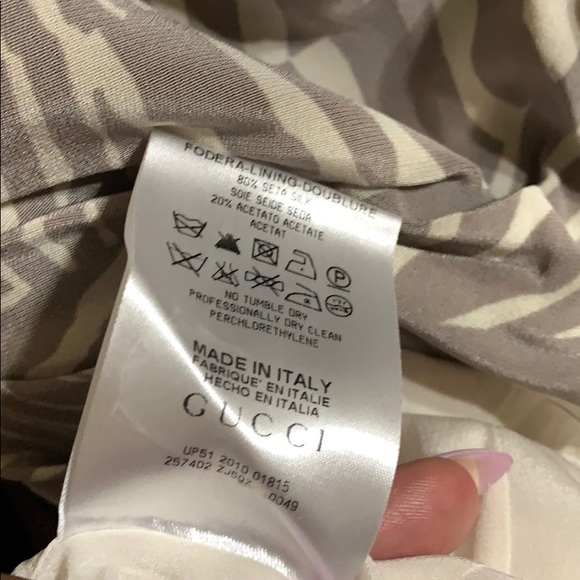 FODERA-LINING-DOUBLURE
80% SETA SILK
SOIE SEIDE SEDA
20% ACETATO ACETATE
ACETAT
P
NO TUMBLE DRY
PROFESSIONALLY DRY CLEAN
PERCHLORETHYLENE
MADE IN ITALY
FABRIQUE' EN ITALIE
HECHO EN ITALIA
GUCCI
UP51 2010 01815
257402 0049